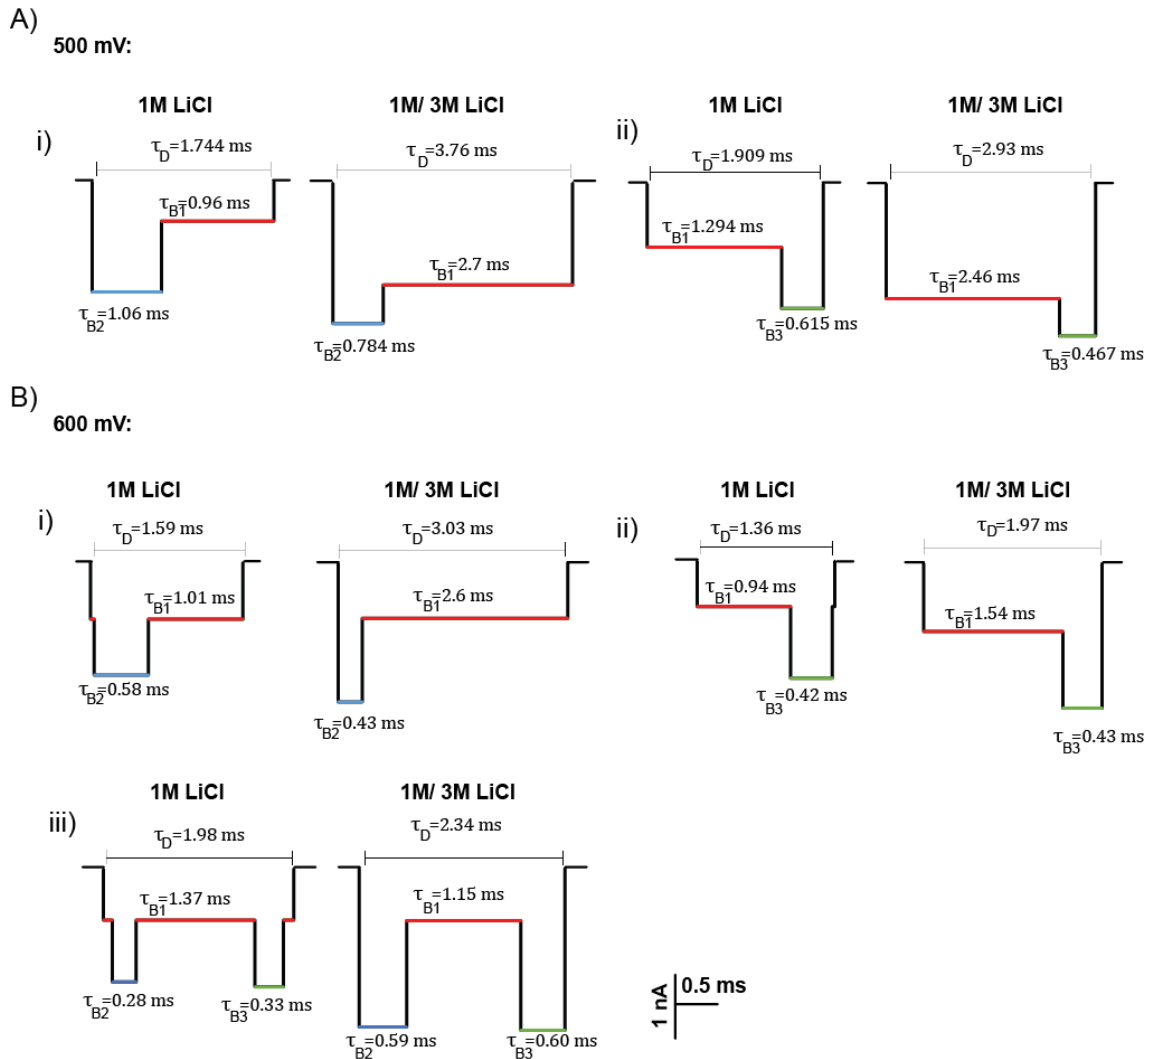 A)
500 mV:
1M LiCl 1M/ 3M LiCl 1M LiCl 1M/ 3M LiCl
i) ii)
τD=1.744 ms τD=3.76 ms τD=1.909 ms τD=2.93 ms
τB1=0.96 ms τB1=2.7 ms τB1=1.294 ms τB1=2.46 ms
τB2=1.06 ms τB2=0.784 ms τB3=0.615 ms τB3=0.467 ms
B)
600 mV:
1M LiCl 1M/ 3M LiCl 1M LiCl 1M/ 3M LiCl
i) ii)
τD=1.59 ms τD=3.03 ms τD=1.36 ms τD=1.97 ms
τB1=1.01 ms τB1=2.6 ms τB1=0.94 ms τB1=1.54 ms
τB2=0.58 ms τB2=0.43 ms τB3=0.42 ms τB3=0.43 ms
1M LiCl 1M/ 3M LiCl
iii)
τD=1.98 ms τD=2.34 ms
τB1=1.37 ms τB1=1.15 ms
τB2=0.28 ms τB3=0.33 ms τB2=0.59 ms τB3=0.60 ms
1 nA 0.5 ms